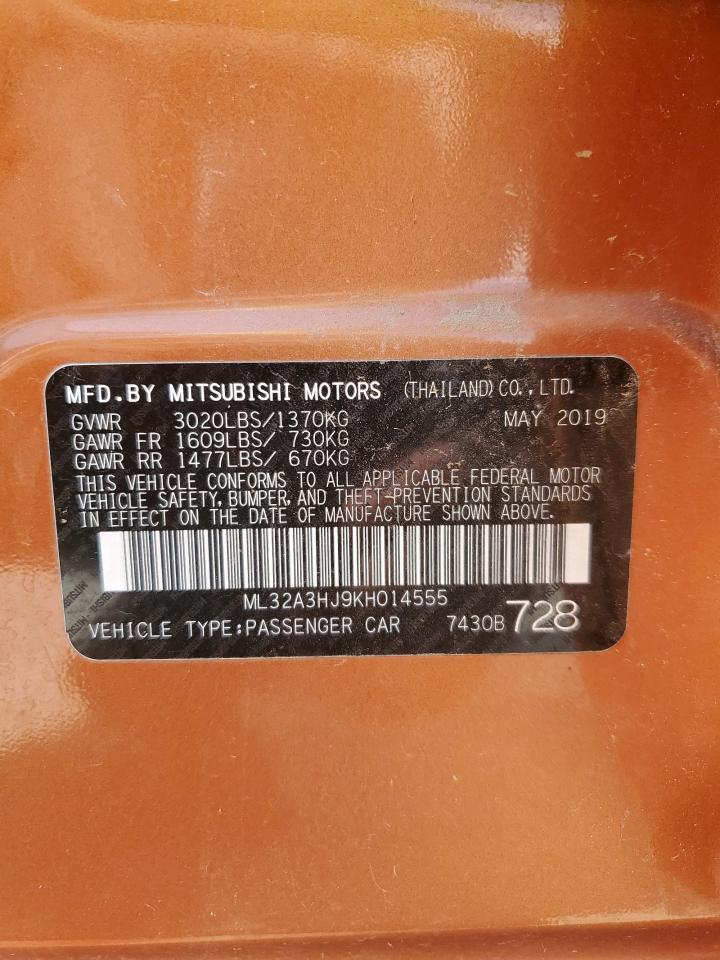 MFD.BY MITSUBISHI MOTORS (THAILAND) CO., LTD.
GVWR 3020LBS/1370KG MAY 2019
GAWR FR 1609LBS/ 730KG
GAWR RR 1477LBS/ 670KG
THIS VEHICLE CONFORMS TO ALL APPLICABLE FEDERAL MOTOR
VEHICLE SAFETY, BUMPER, AND THEFT-PREVENTION STANDARDS
IN EFFECT ON THE DATE OF MANUFACTURE SHOWN ABOVE.
ML32A3HJ9KH014555
VEHICLE TYPE:PASSENGER CAR 7430B 728